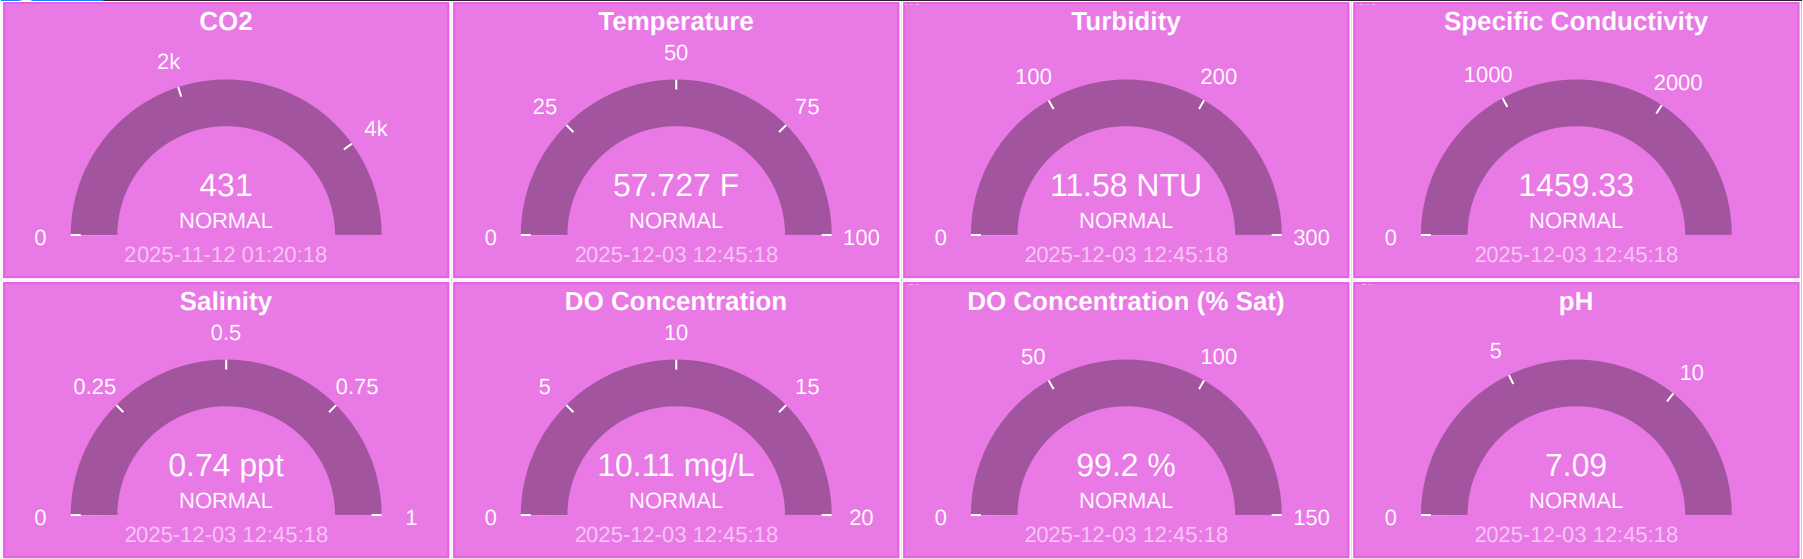 CO2
2k
4k
0
431
NORMAL
2025-11-12 01:20:18
Temperature
50
25
75
0
100
57.727 F
NORMAL
2025-12-03 12:45:18
Turbidity
100
200
0
300
11.58 NTU
NORMAL
2025-12-03 12:45:18
Specific Conductivity
1000
2000
0
1459.33
NORMAL
2025-12-03 12:45:18
Salinity
0.5
0.25
0.75
0
1
0.74 ppt
NORMAL
2025-12-03 12:45:18
DO Concentration
10
5
15
0
20
10.11 mg/L
NORMAL
2025-12-03 12:45:18
DO Concentration (% Sat)
50
100
0
150
99.2 %
NORMAL
2025-12-03 12:45:18
pH
5
10
0
7.09
NORMAL
2025-12-03 12:45:18